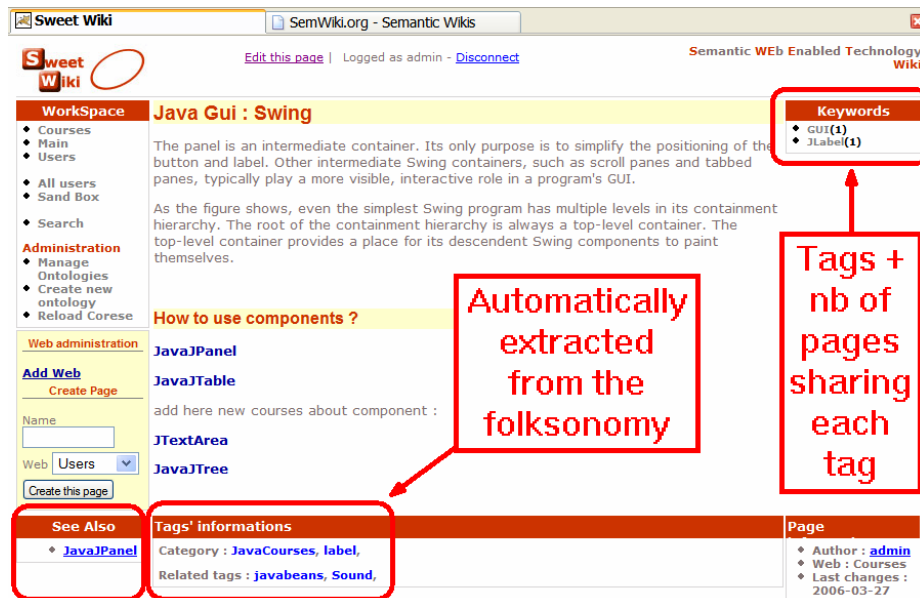 Sweet Wiki
SemWiki.org - Semantic Wikis
Sweet Wiki
Edit this page | Logged as admin - Disconnect
Semantic WEb Enabled Technology
Wiki
WorkSpace
Courses
Main
Users
All users
Sand Box
Search
Administration
Manage
Ontologies
Create new
ontology
Reload Corese
Web administration
Add Web
Create Page
Name
Web Users
Create this page
See Also
JavaJPanel
Java Gui : Swing
The panel is an intermediate container. Its only purpose is to simplify the positioning of the
button and label. Other intermediate Swing containers, such as scroll panes and tabbed
panes, typically play a more visible, interactive role in a program's GUI.
As the figure shows, even the simplest Swing program has multiple levels in its containment
hierarchy. The root of the containment hierarchy is always a top-level container. The
top-level container provides a place for its descendent Swing components to paint
themselves.
How to use components ?
JavaJPanel
JavaJTable
add here new courses about component :
JTextArea
JavaJTree
Automatically
extracted
from the
folksonomy
Tags' informations
Category : JavaCourses, label,
Related tags : javabeans, Sound,
Keywords
GUI(1)
JLabel(1)
Tags +
nb of
pages
sharing
each
tag
Page
Author : admin
Web : Courses
Last changes :
2006-03-27